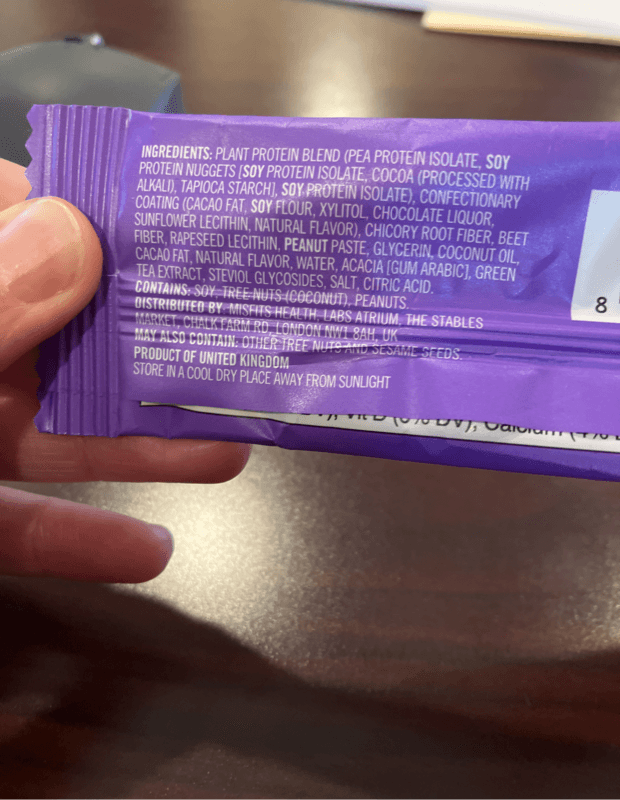 INGREDIENTS: PLANT PROTEIN BLEND (PEA PROTEIN ISOLATE, SOY
PROTEIN NUGGETS [SOY PROTEIN ISOLATE, COCOA (PROCESSED WITH
ALKALI), TAPIOCA STARCH], SOY PROTEIN ISOLATE), CONFECTIONARY
COATING (CACAO FAT, SOY FLOUR, XYLITOL, CHOCOLATE LIQUOR,
SUNFLOWER LECITHIN, NATURAL FLAVOR), CHICORY ROOT FIBER, BEET
FIBER, RAPESEED LECITHIN, PEANUT PASTE, GLYCERIN, COCONUT OIL,
CACAO FAT, NATURAL FLAVOR, WATER, ACACIA [GUM ARABIC], GREEN
TEA EXTRACT, STEVIOL GLYCOSIDES, SALT, CITRIC ACID.
CONTAINS: SOY, TREE NUTS (COCONUT), PEANUTS.
DISTRIBUTED BY MISFITS HEALTH, LABS ATRIUM, THE STABLES
MARKET, CHALK FARM RD, LONDON NW1 8AH, UK
MAY ALSO CONTAIN: OTHER TREE NUTS AND SESAME SEEDS.
PRODUCT OF UNITED KINGDOM
STORE IN A COOL DRY PLACE AWAY FROM SUNLIGHT
8